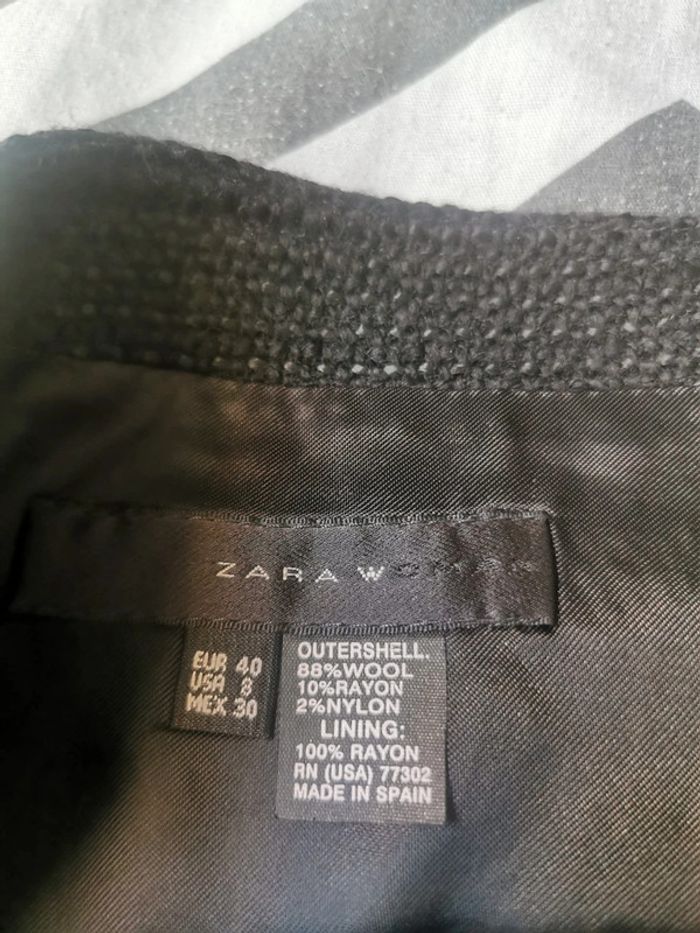 ZARA WOMAN
EUR 40
USA 8
MEX 30
OUTERSHELL.
88%WOOL
10%RAYON
2%NYLON
LINING:
100% RAYON
RN (USA) 77302
MADE IN SPAIN